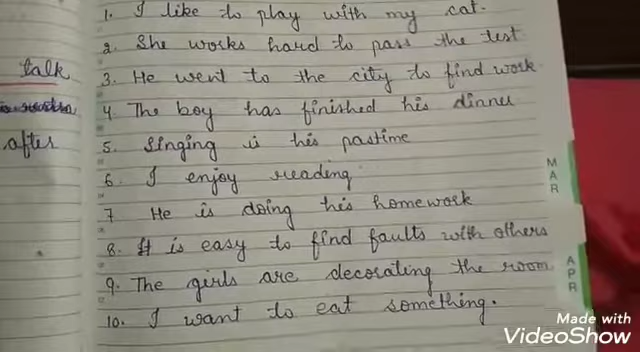 1. I like to play with my cat.
2. She works hard to pass the test
talk
3. He went to the city to find work
4. The boy has finished his dinner
after
5. Singing is his pastime
6. I enjoy reading
7 He is doing his homework
8. It is easy to find faults with others
9. The girls are decorating the room
10. I want to eat something.
MAR
APR
Made with
VideoShow